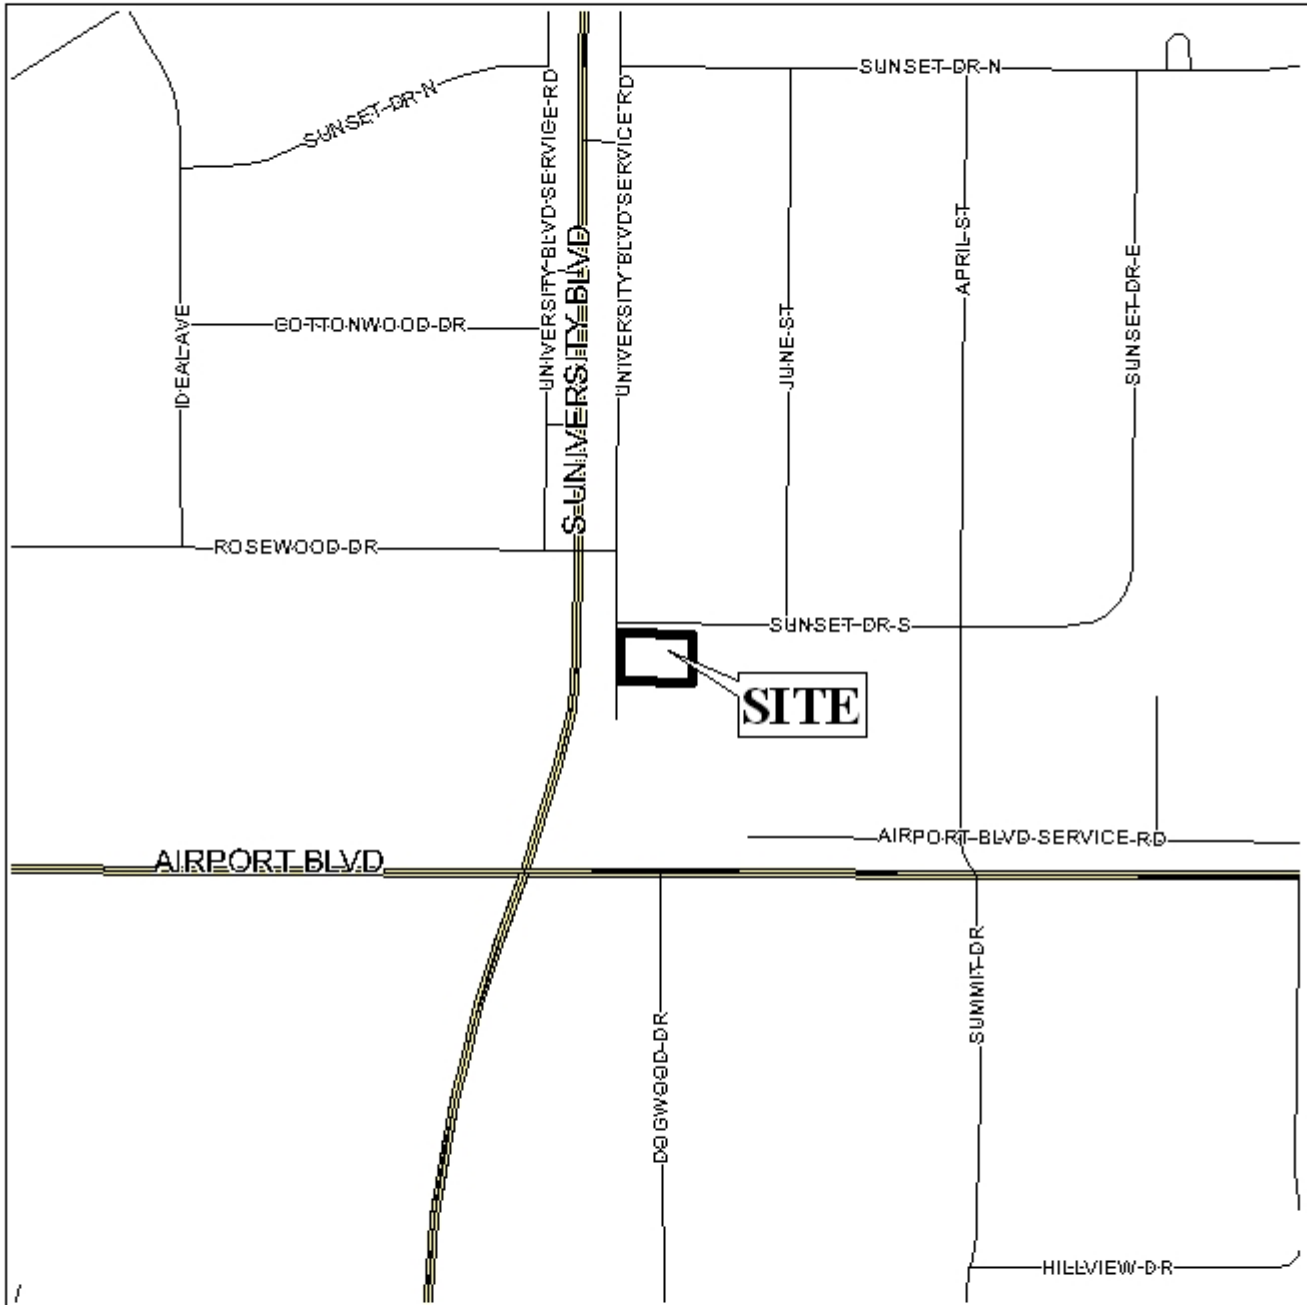 SUNSET DR N
SUNSET DR N
UNIVERSITY BLVD SERVICE RD
UNIVERSITY BLVD SERVICE RD
S UNIVERSITY BLVD
APRIL ST
SUNSET DR E
IDEAL AVE
COTTONWOOD DR
JUNE ST
ROSEWOOD DR
SUNSET DR S
SITE
AIRPORT BLVD SERVICE RD
AIRPORT BLVD
SUMMIT DR
DOGWOOD DR
HILLVIEW DR